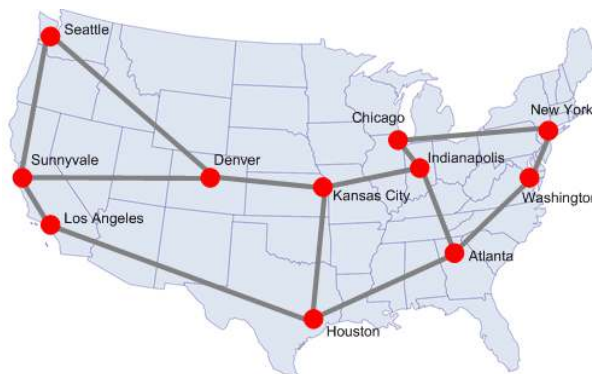 Seattle
Chicago
New York
Sunnyvale
Denver
Indianapolis
Kansas City
Washington
Los Angeles
Atlanta
Houston